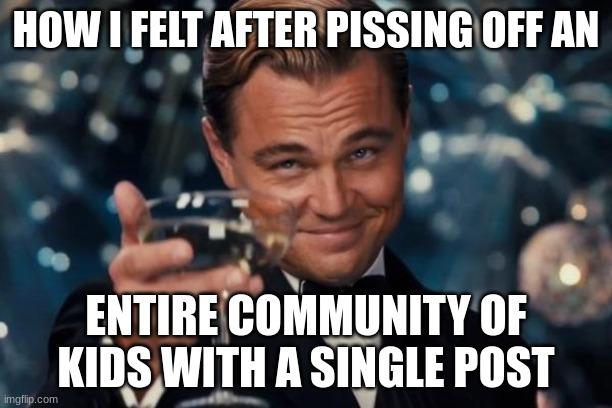 HOW I FELT AFTER PISSING OFF AN
ENTIRE COMMUNITY OF
KIDS WITH A SINGLE POST
imgflip.com